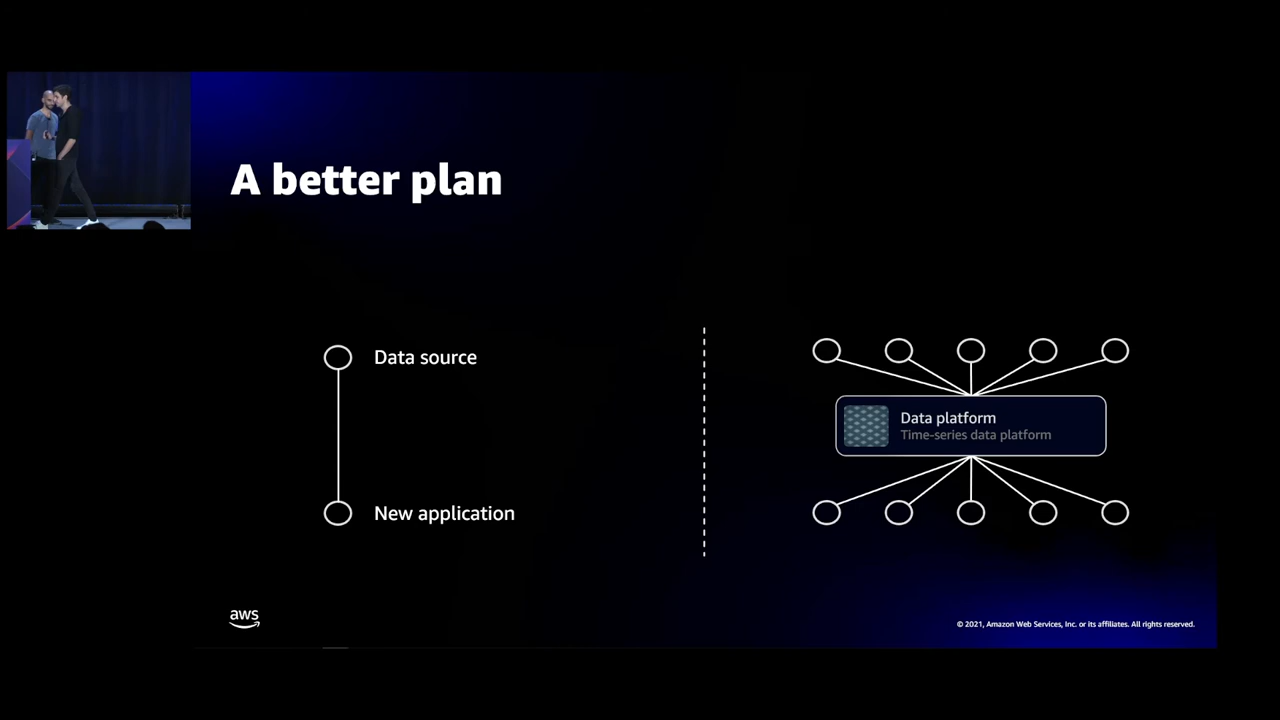 A better plan
Data source
New application
Data platform
Time-series data platform
aws
© 2021, Amazon Web Services, Inc. or its affiliates. All rights reserved.